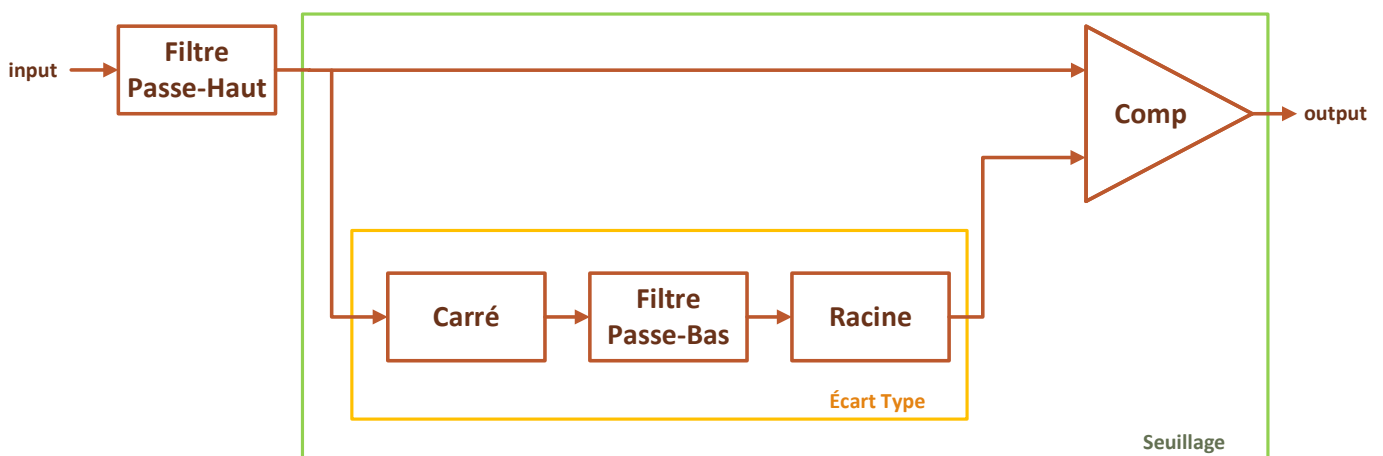 input
Filtre
Passe-Haut
Comp
output
Carré
Filtre
Passe-Bas
Racine
Écart Type
Seuillage